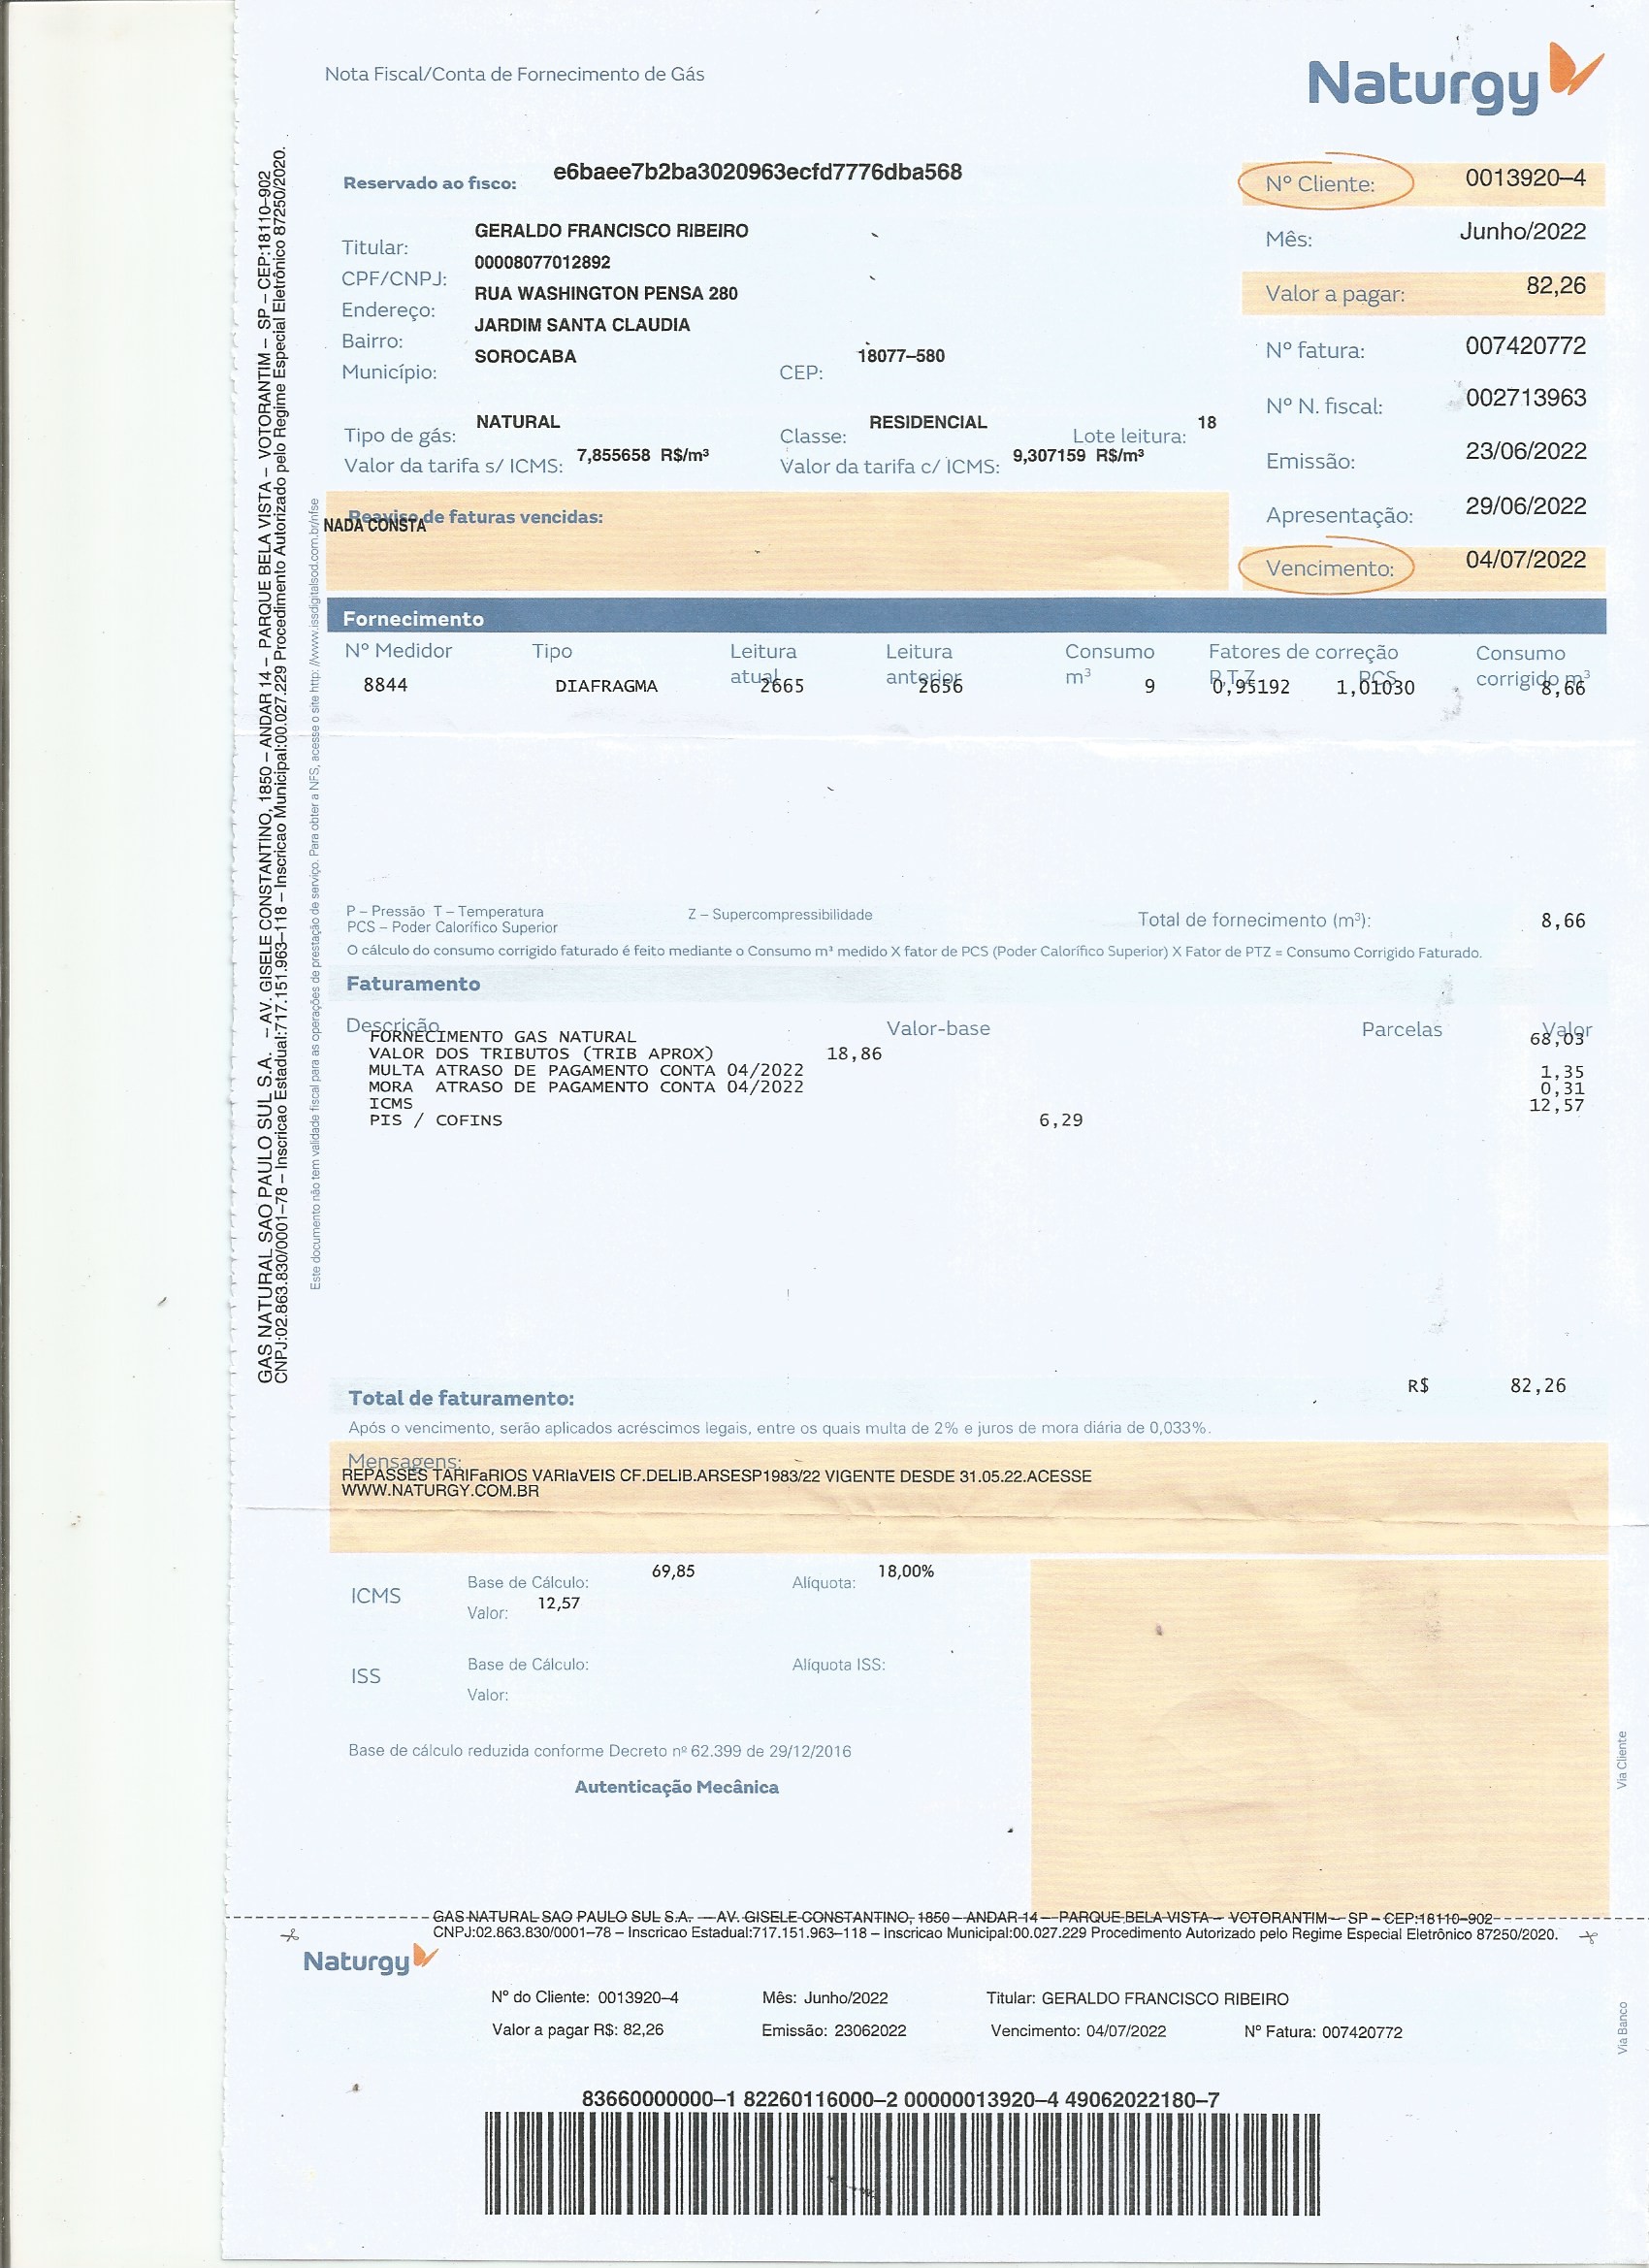 Nota Fiscal/Conta de Fornecimento de Gás
Naturgy
Reservado ao fisco: e6baee7b2ba3020963ecfd7776dba568
Nº Cliente: 0013920–4
Mês: Junho/2022
Valor a pagar: 82,26
Nº fatura: 007420772
Nº N. fiscal: 002713963
Emissão: 23/06/2022
Apresentação: 29/06/2022
Vencimento: 04/07/2022
Titular: GERALDO FRANCISCO RIBEIRO
CPF/CNPJ: 00008077012892
Endereço: RUA WASHINGTON PENSA 280
Bairro: JARDIM SANTA CLAUDIA
Município: SOROCABA CEP: 18077–580
Tipo de gás: NATURAL Classe: RESIDENCIAL Lote leitura: 18
Valor da tarifa s/ ICMS: 7,855658 R$/m³ Valor da tarifa c/ ICMS: 9,307159 R$/m³
Reaviso de faturas vencidas:
NADA CONSTA
GAS NATURAL SAO PAULO SUL S.A. – AV. GISELE CONSTANTINO, 1850 – ANDAR 14 – PARQUE BELA VISTA – VOTORANTIM – SP – CEP:18110–902
CNPJ:02.863.830/0001–78 – Inscricao Estadual:717.151.963–118 – Inscricao Municipal:00.027.229 Procedimento Autorizado pelo Regime Especial Eletrônico 87250/2020.
Este documento não tem validade fiscal para as operações de prestação de serviço. Para obter a NFS, acesse o site http: //www.issdigitalsod.com.br/nfse
Fornecimento
Nº Medidor Tipo Leitura atual Leitura anterior Consumo m³ Fatores de correção P.T.Z PCS Consumo corrigido m³
8844 DIAFRAGMA 2665 2656 9 0,95192 1,01030 8,66
P – Pressão T – Temperatura Z – Supercompressibilidade
PCS – Poder Calorífico Superior
Total de fornecimento (m³): 8,66
O cálculo do consumo corrigido faturado é feito mediante o Consumo m³ medido X fator de PCS (Poder Calorífico Superior) X Fator de PTZ = Consumo Corrigido Faturado.
Faturamento
Descrição Valor-base Parcelas Valor
FORNECIMENTO GAS NATURAL 68,03
VALOR DOS TRIBUTOS (TRIB APROX) 18,86
MULTA ATRASO DE PAGAMENTO CONTA 04/2022 1,35
MORA ATRASO DE PAGAMENTO CONTA 04/2022 0,31
ICMS 12,57
PIS / COFINS 6,29
Total de faturamento: R$ 82,26
Após o vencimento, serão aplicados acréscimos legais, entre os quais multa de 2% e juros de mora diária de 0,033%.
Mensagens:
REPASSES TARIFaRIOS VARIaVEIS CF.DELIB.ARSESP1983/22 VIGENTE DESDE 31.05.22.ACESSE
WWW.NATURGY.COM.BR
ICMS Base de Cálculo: 69,85 Alíquota: 18,00%
Valor: 12,57
ISS Base de Cálculo: Alíquota ISS:
Valor:
Base de cálculo reduzida conforme Decreto nº 62.399 de 29/12/2016
Autenticação Mecânica
Via Cliente
GAS NATURAL SAO PAULO SUL S.A. – AV. GISELE CONSTANTINO, 1850 – ANDAR 14 – PARQUE BELA VISTA – VOTORANTIM – SP – CEP:18110–902
CNPJ:02.863.830/0001–78 – Inscricao Estadual:717.151.963–118 – Inscricao Municipal:00.027.229 Procedimento Autorizado pelo Regime Especial Eletrônico 87250/2020.
Naturgy
Nº do Cliente: 0013920–4 Mês: Junho/2022 Titular: GERALDO FRANCISCO RIBEIRO
Valor a pagar R$: 82,26 Emissão: 23062022 Vencimento: 04/07/2022 Nº Fatura: 007420772
Via Banco
83660000000–1 82260116000–2 00000013920–4 49062022180–7